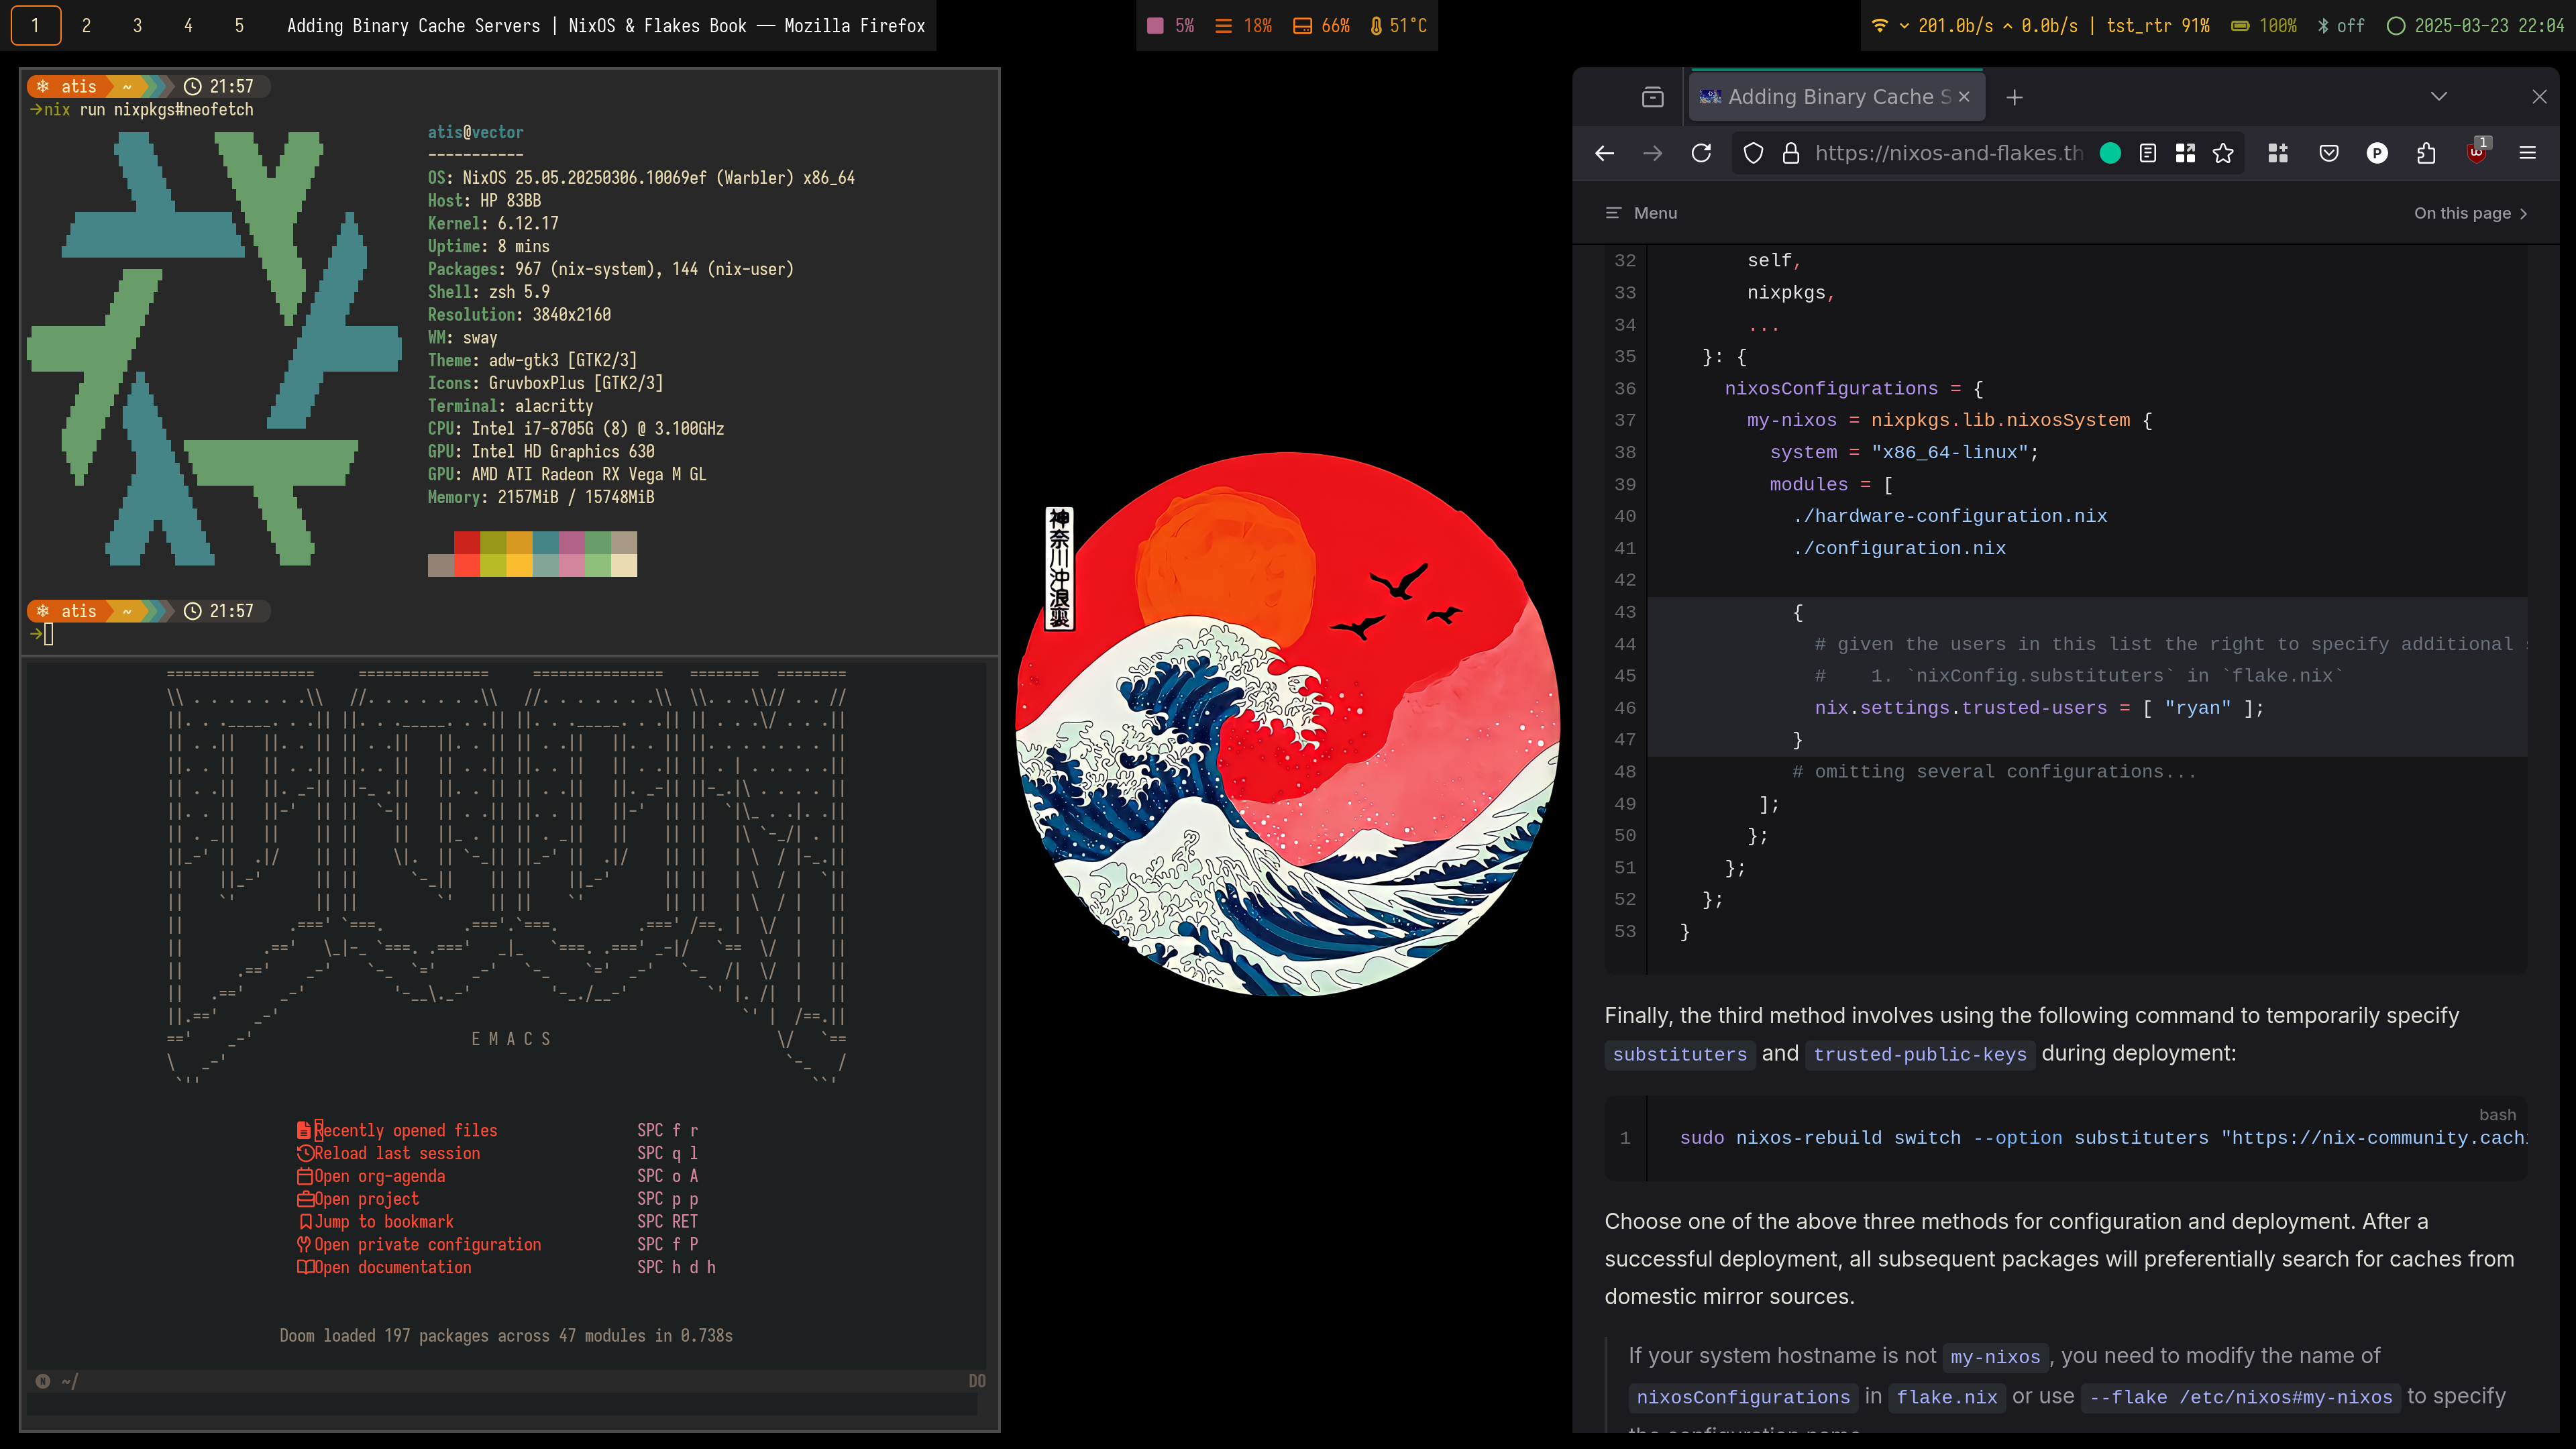 1 2 3 4 5 Adding Binary Cache Servers | NixOS & Flakes Book — Mozilla Firefox
5% 18% 66% 51°C
201.0b/s 0.0b/s | tst_rtr 91% 100% off 2025-03-23 22:04
atis ~ 21:57
→nix run nixpkgs#neofetch
atis@vector
-----------
OS: NixOS 25.05.20250306.10069ef (Warbler) x86_64
Host: HP 83BB
Kernel: 6.12.17
Uptime: 8 mins
Packages: 967 (nix-system), 144 (nix-user)
Shell: zsh 5.9
Resolution: 3840x2160
WM: sway
Theme: adw-gtk3 [GTK2/3]
Icons: GruvboxPlus [GTK2/3]
Terminal: alacritty
CPU: Intel i7-8705G (8) @ 3.100GHz
GPU: Intel HD Graphics 630
GPU: AMD ATI Radeon RX Vega M GL
Memory: 2157MiB / 15748MiB
atis ~ 21:57
→
E M A C S
Recently opened files SPC f r
Reload last session SPC q l
Open org-agenda SPC o A
Open project SPC p p
Jump to bookmark SPC RET
Open private configuration SPC f P
Open documentation SPC h d h
Doom loaded 197 packages across 47 modules in 0.738s
N ~/ DO
神奈川沖浪裏
Adding Binary Cache S
https://nixos-and-flakes.th
P
1
Menu On this page
32 self,
33 nixpkgs,
34 ...
35 }: {
36 nixosConfigurations = {
37 my-nixos = nixpkgs.lib.nixosSystem {
38 system = "x86_64-linux";
39 modules = [
40 ./hardware-configuration.nix
41 ./configuration.nix
42
43 {
44 # given the users in this list the right to specify additional
45 # 1. `nixConfig.substituters` in `flake.nix`
46 nix.settings.trusted-users = [ "ryan" ];
47 }
48 # omitting several configurations...
49 ];
50 };
51 };
52 };
53 }
Finally, the third method involves using the following command to temporarily specify
substituters and trusted-public-keys during deployment:
bash
1 sudo nixos-rebuild switch --option substituters "https://nix-community.cachi
Choose one of the above three methods for configuration and deployment. After a
successful deployment, all subsequent packages will preferentially search for caches from
domestic mirror sources.
If your system hostname is not my-nixos, you need to modify the name of
nixosConfigurations in flake.nix or use --flake /etc/nixos#my-nixos to specify
the configuration name